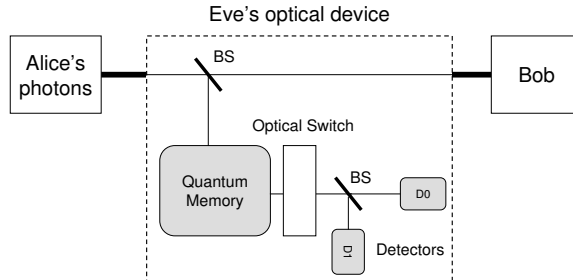 Eve's optical device
Alice's
photons
BS
Bob
Optical Switch
Quantum
Memory
BS
D0
D1
Detectors